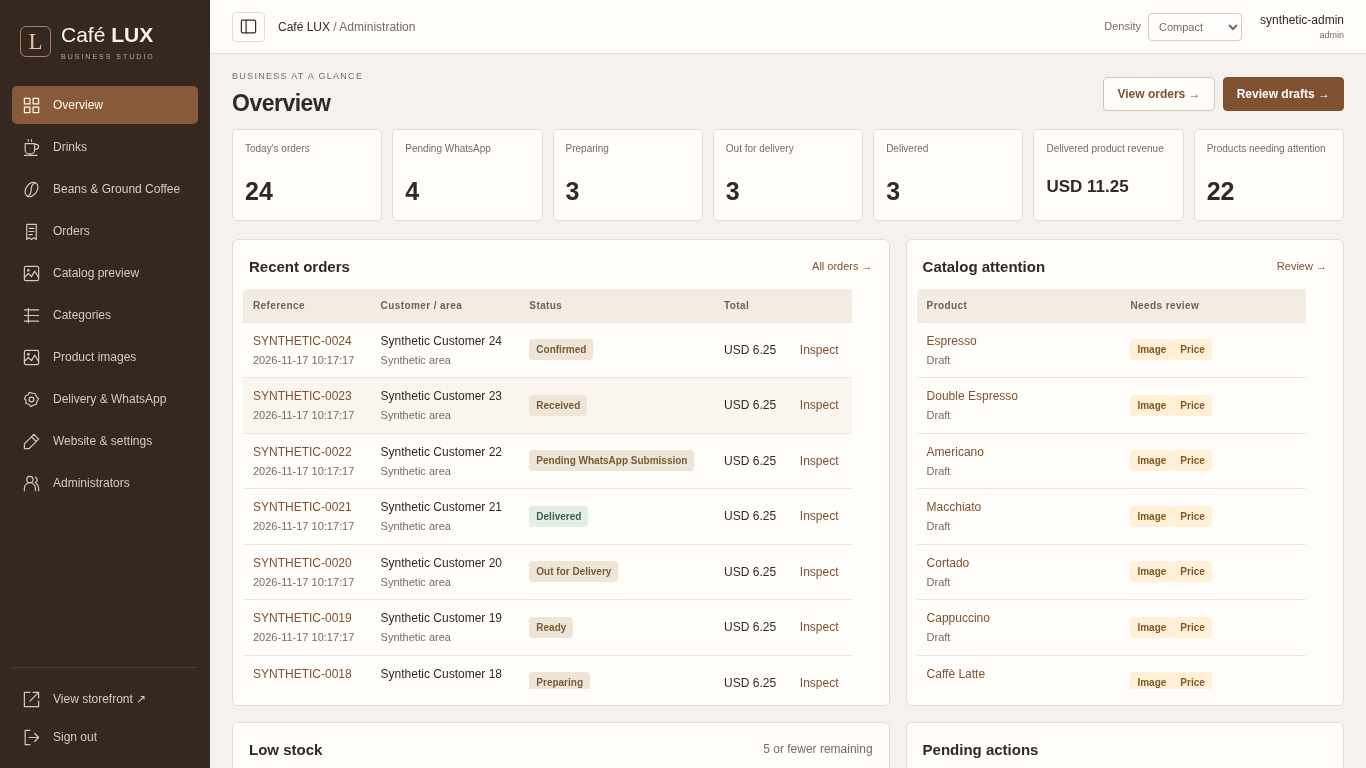 L
Café LUX
BUSINESS STUDIO
Overview
Drinks
Beans & Ground Coffee
Orders
Catalog preview
Categories
Product images
Delivery & WhatsApp
Website & settings
Administrators
View storefront ↗
Sign out
Café LUX / Administration
Density Compact
synthetic-admin
admin
BUSINESS AT A GLANCE
Overview
View orders →
Review drafts →
Today's orders
24
Pending WhatsApp
4
Preparing
3
Out for delivery
3
Delivered
3
Delivered product revenue
USD 11.25
Products needing attention
22
Recent orders
All orders →
Reference Customer / area Status Total
SYNTHETIC-0024 Synthetic Customer 24 Confirmed USD 6.25 Inspect
2026-11-17 10:17:17 Synthetic area
SYNTHETIC-0023 Synthetic Customer 23 Received USD 6.25 Inspect
2026-11-17 10:17:17 Synthetic area
SYNTHETIC-0022 Synthetic Customer 22 Pending WhatsApp Submission USD 6.25 Inspect
2026-11-17 10:17:17 Synthetic area
SYNTHETIC-0021 Synthetic Customer 21 Delivered USD 6.25 Inspect
2026-11-17 10:17:17 Synthetic area
SYNTHETIC-0020 Synthetic Customer 20 Out for Delivery USD 6.25 Inspect
2026-11-17 10:17:17 Synthetic area
SYNTHETIC-0019 Synthetic Customer 19 Ready USD 6.25 Inspect
2026-11-17 10:17:17 Synthetic area
SYNTHETIC-0018 Synthetic Customer 18 Preparing USD 6.25 Inspect
Catalog attention
Review →
Product Needs review
Espresso Image Price
Draft
Double Espresso Image Price
Draft
Americano Image Price
Draft
Macchiato Image Price
Draft
Cortado Image Price
Draft
Cappuccino Image Price
Draft
Caffè Latte Image Price
Low stock
5 or fewer remaining
Pending actions